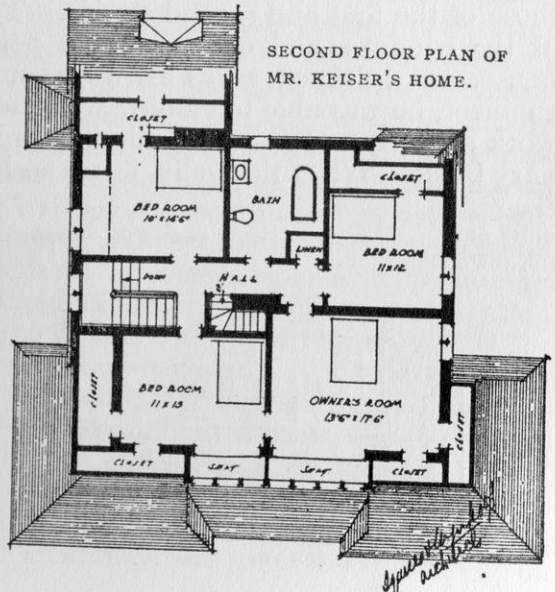 SECOND FLOOR PLAN OF
MR. KEISER'S HOME.
CLOSET
CLOSET
BATH
BED ROOM
10' x 14'6"
LINEN
BED ROOM
11 x 12
HALL
DOWN
CLOSET
BED ROOM
11 x 13
OWNER'S ROOM
13'6" x 17'6
CLOSET
CLOSET
SEAT
SEAT
CLOSET
architect